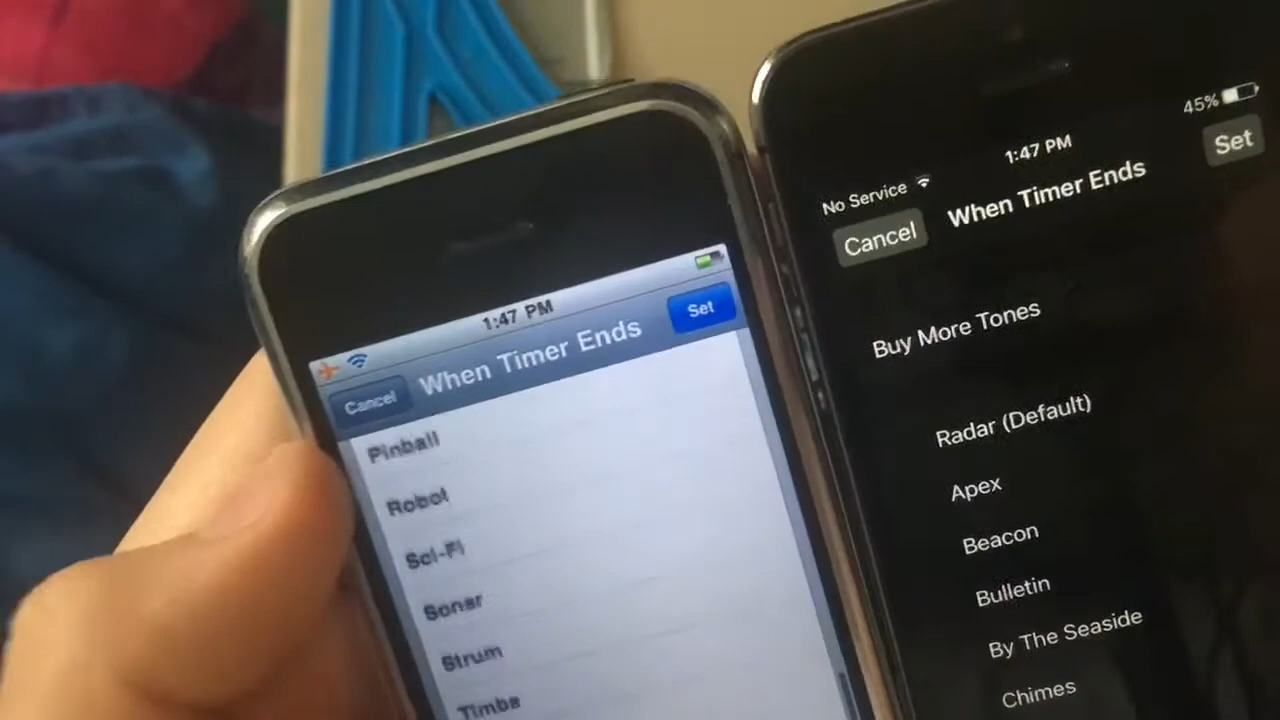 1:47 PM
When Timer Ends
Set
Cancel
Pinball
Robot
Sci-Fi
Sonar
Strum
Timba
45%
1:47 PM
No Service
Set
When Timer Ends
Cancel
Buy More Tones
Radar (Default)
Apex
Beacon
Bulletin
By The Seaside
Chimes